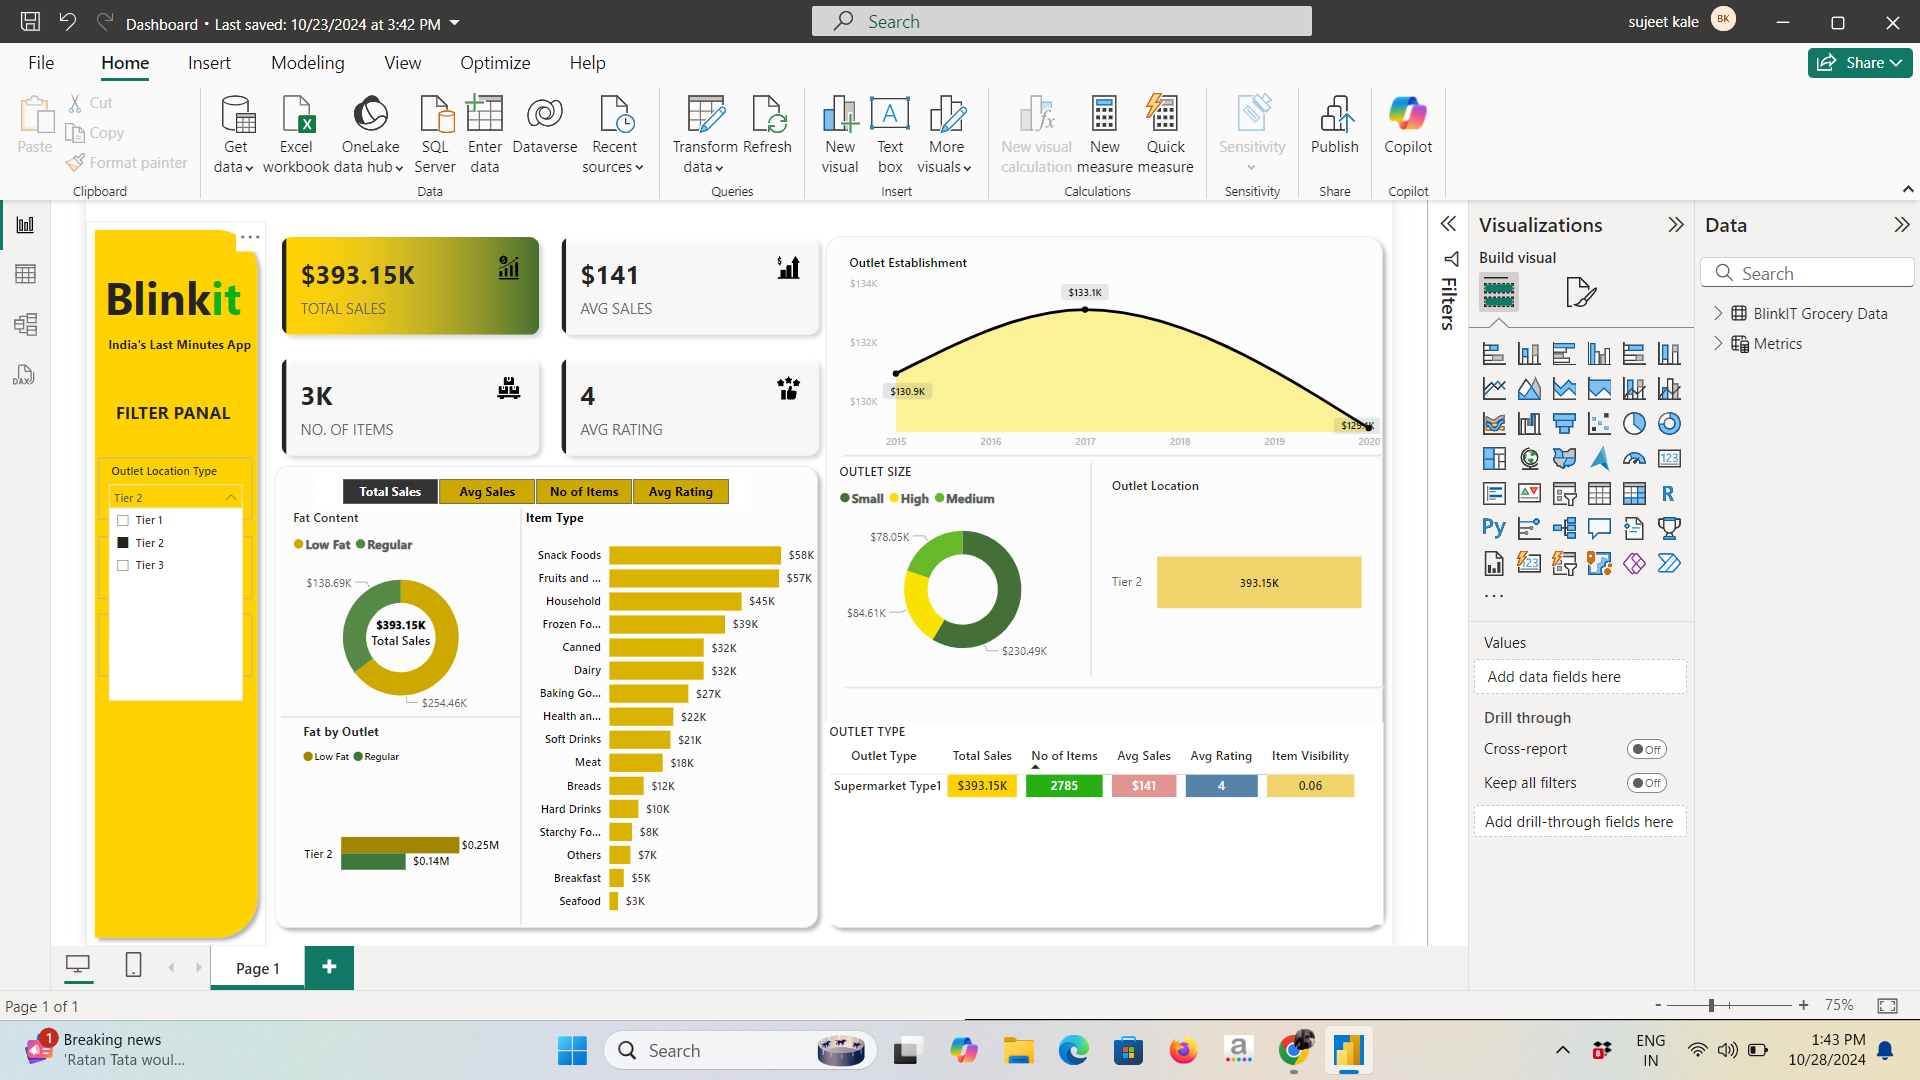 Dashboard • Last saved: 10/23/2024 at 3:42 PM
Search
sujeet kale
BK
File
Home
Insert
Modeling
View
Optimize
Help
Share
Paste
Cut
Copy
Format painter
Clipboard
Get data
Excel workbook
OneLake data hub
SQL Server
Enter data
Dataverse
Recent sources
Data
Transform data
Refresh
Queries
New visual
Text box
More visuals
Insert
New visual calculation
New measure
Quick measure
Calculations
Sensitivity
Sensitivity
Publish
Share
Copilot
Copilot
Blinkit
India's Last Minutes App
FILTER PANAL
Outlet Location Type
Tier 2
Tier 1
Tier 2
Tier 3
$393.15K
TOTAL SALES
$141
AVG SALES
3K
NO. OF ITEMS
4
AVG RATING
Total Sales
Avg Sales
No of Items
Avg Rating
Fat Content
Low Fat
Regular
$138.69K
$393.15K
Total Sales
$254.46K
Fat by Outlet
Low Fat
Regular
Tier 2
$0.25M
$0.14M
Item Type
Snack Foods $58K
Fruits and ... $57K
Household $45K
Frozen Fo... $39K
Canned $32K
Dairy $32K
Baking Go... $27K
Health an... $22K
Soft Drinks $21K
Meat $18K
Breads $12K
Hard Drinks $10K
Starchy Fo... $8K
Others $7K
Breakfast $5K
Seafood $3K
Outlet Establishment
$134K
$132K
$130K
$133.1K
$130.9K
2015 2016 2017 2018 2019 2020
OUTLET SIZE
Small
High
Medium
$78.05K
$84.61K
$230.49K
Outlet Location
Tier 2
393.15K
OUTLET TYPE
Outlet Type Total Sales No of Items Avg Sales Avg Rating Item Visibility
Supermarket Type1 $393.15K 2785 $141 4 0.06
Filters
Visualizations
Build visual
123
R
Py
123
Values
Add data fields here
Drill through
Cross-report
Off
Keep all filters
Off
Add drill-through fields here
Data
Search
BlinkIT Grocery Data
Metrics
DAX
Page 1
Page 1 of 1
- + 75%
1
Breaking news
'Ratan Tata woul...
Search
a
ENG
IN
1:43 PM
10/28/2024